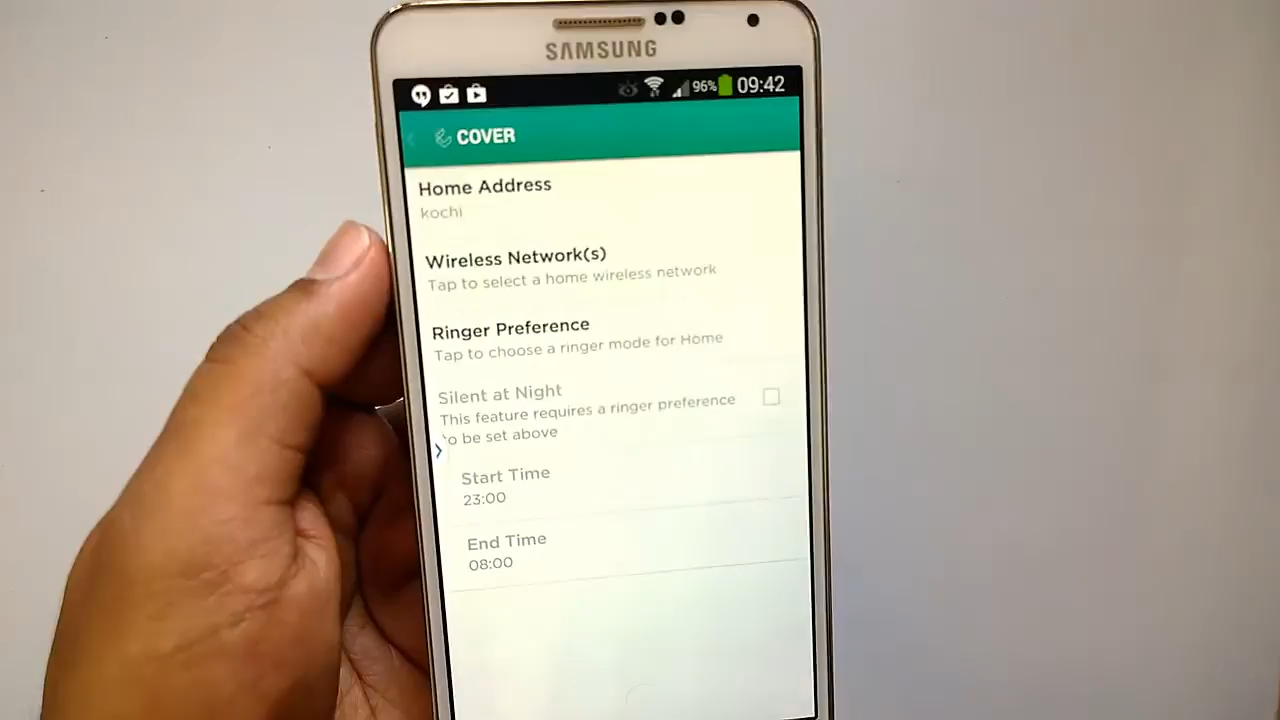 SAMSUNG
96% 09:42
COVER
Home Address
kochi
Wireless Network(s)
Tap to select a home wireless network
Ringer Preference
Tap to choose a ringer mode for Home
Silent at Night
This feature requires a ringer preference
to be set above
Start Time
23:00
End Time
08:00